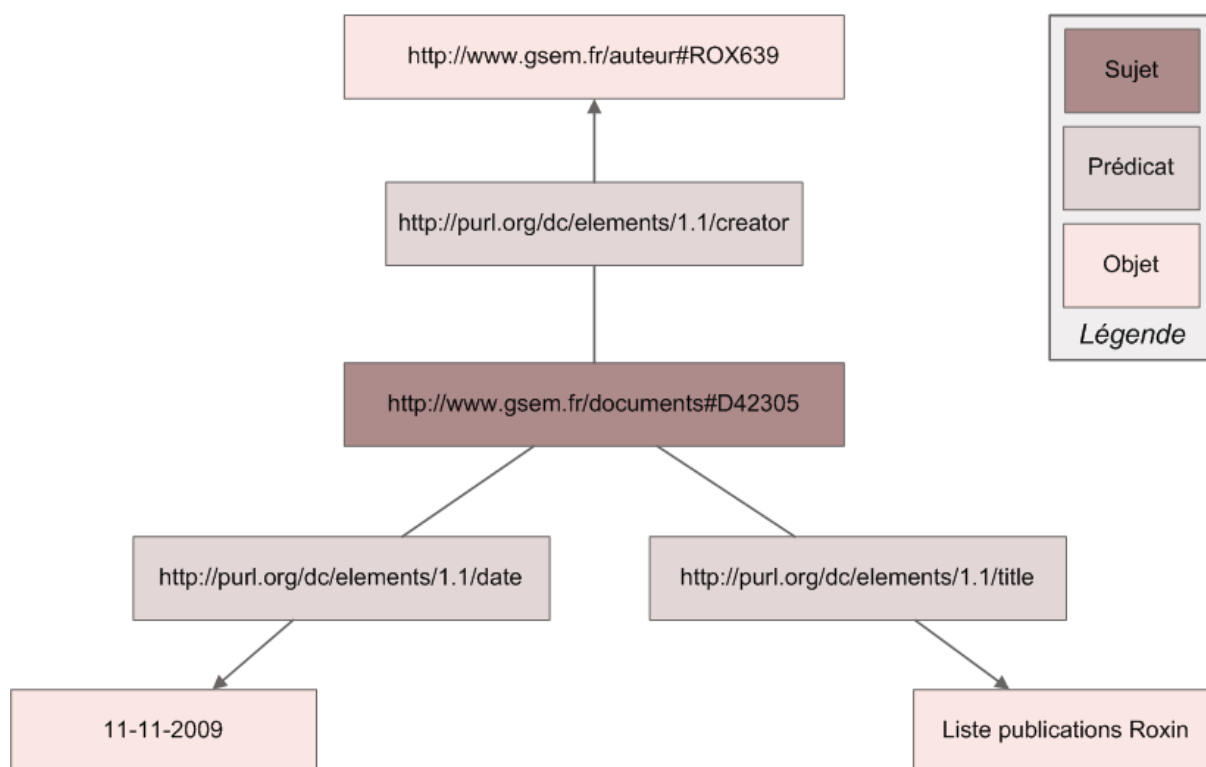 http://www.gsem.fr/auteur#ROX639
http://purl.org/dc/elements/1.1/creator
http://www.gsem.fr/documents#D42305
http://purl.org/dc/elements/1.1/date
http://purl.org/dc/elements/1.1/title
11-11-2009
Liste publications Roxin
Sujet
Prédicat
Objet
Légende